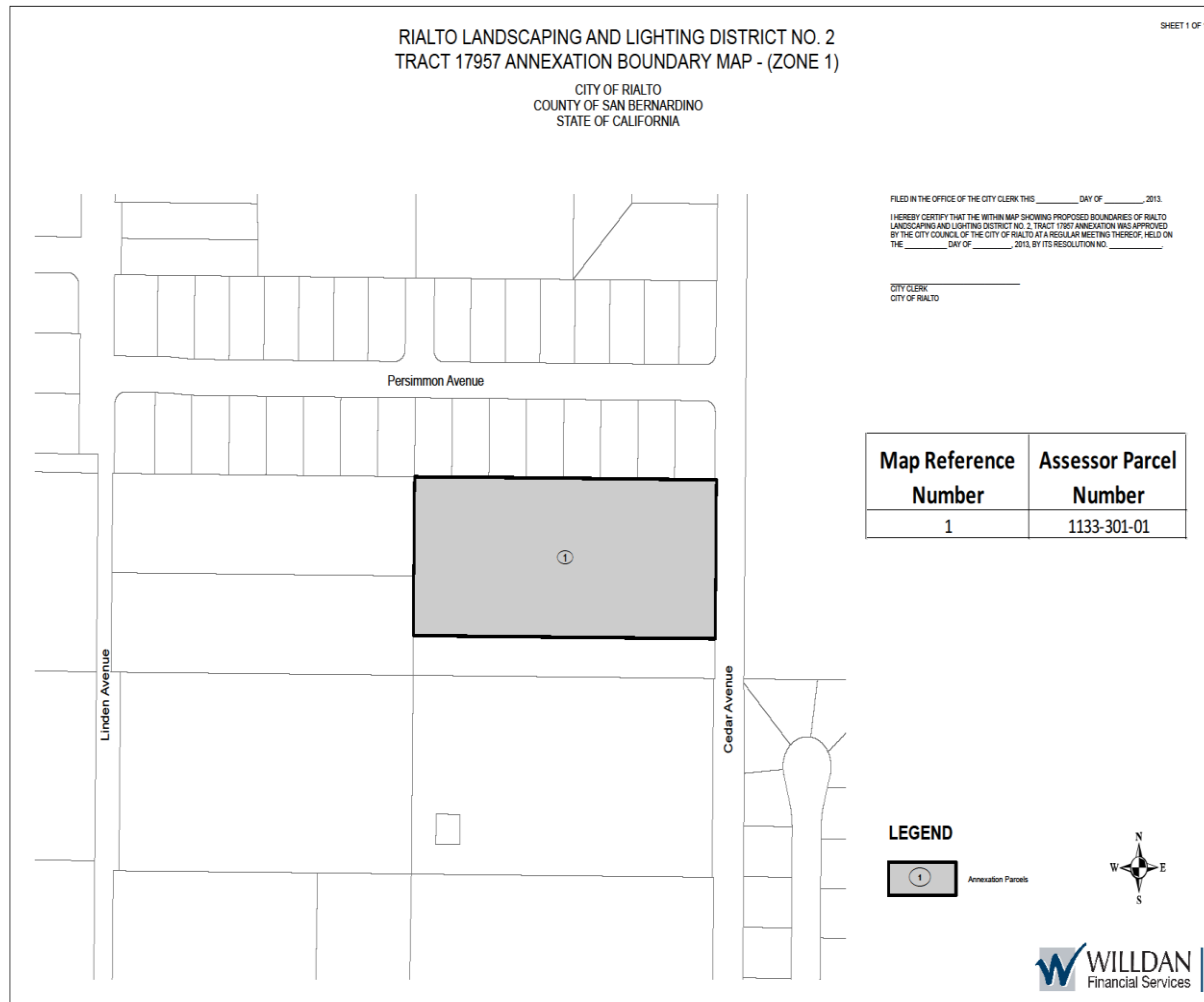 SHEET 1 OF
RIALTO LANDSCAPING AND LIGHTING DISTRICT NO. 2
TRACT 17957 ANNEXATION BOUNDARY MAP - (ZONE 1)
CITY OF RIALTO
COUNTY OF SAN BERNARDINO
STATE OF CALIFORNIA
FILED IN THE OFFICE OF THE CITY CLERK THIS __________ DAY OF _________, 2013.
I HEREBY CERTIFY THAT THE WITHIN MAP SHOWING PROPOSED BOUNDARIES OF RIALTO
LANDSCAPING AND LIGHTING DISTRICT NO. 2, TRACT 17957 ANNEXATION WAS APPROVED
BY THE CITY COUNCIL OF THE CITY OF RIALTO AT A REGULAR MEETING THEREOF, HELD ON
THE __________ DAY OF _________, 2013, BY ITS RESOLUTION NO. ____________.
CITY CLERK
CITY OF RIALTO
Persimmon Avenue
Map Reference Number
Assessor Parcel Number
1
1133-301-01
1
Linden Avenue
Cedar Avenue
LEGEND
1
Annexation Parcels
N
W
E
S
WILLDAN
Financial Services